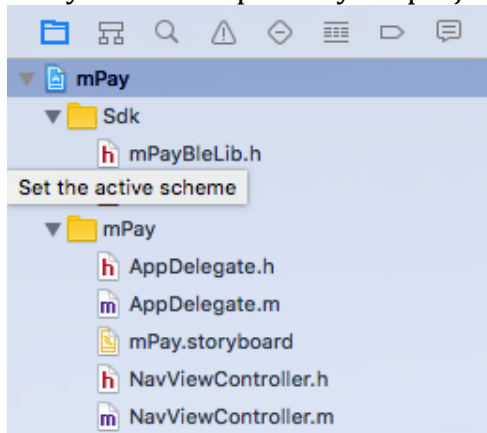 mPay
Sdk
mPayBleLib.h
Set the active scheme
mPay
AppDelegate.h
AppDelegate.m
mPay.storyboard
NavViewController.h
NavViewController.m